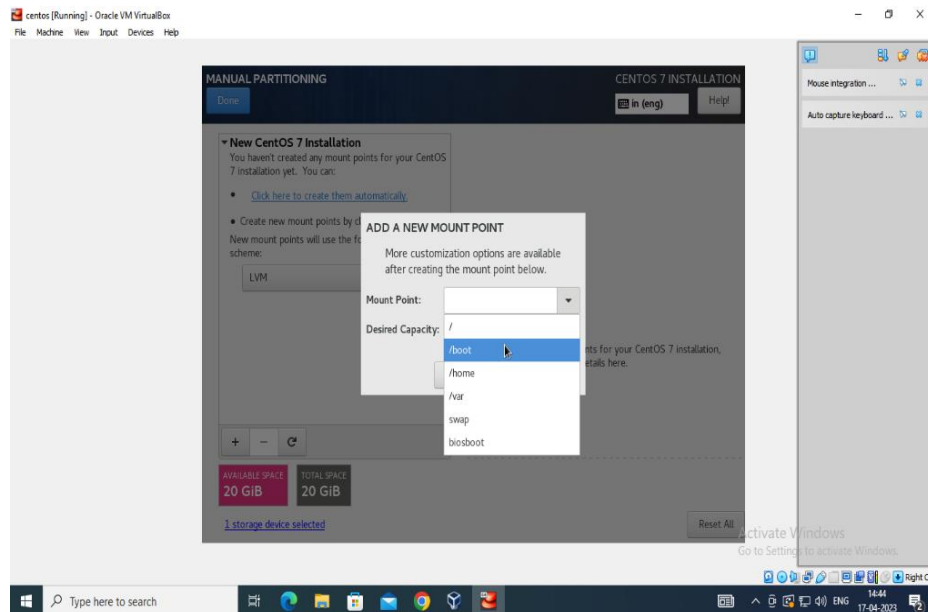 centos [Running] - Oracle VM VirtualBox
File Machine View Input Devices Help
MANUAL PARTITIONING
CENTOS 7 INSTALLATION
Done
in (eng)
Help!
Mouse integration ...
Auto capture keyboard ...
New CentOS 7 Installation
You haven't created any mount points for your CentOS
7 installation yet. You can:
• Click here to create them automatically.
• Create new mount points by cl
New mount points will use the fo
scheme:
LVM
ADD A NEW MOUNT POINT
More customization options are available
after creating the mount point below.
Mount Point:
Desired Capacity:
/
/boot
/home
/var
swap
biosboot
nts for your CentOS 7 installation,
etails here.
+ −
AVAILABLE SPACE
20 GiB
TOTAL SPACE
20 GiB
1 storage device selected
Reset All
Activate Windows
Go to Settings to activate Windows.
Right C
Type here to search
ENG
14:44
17-04-2023
2